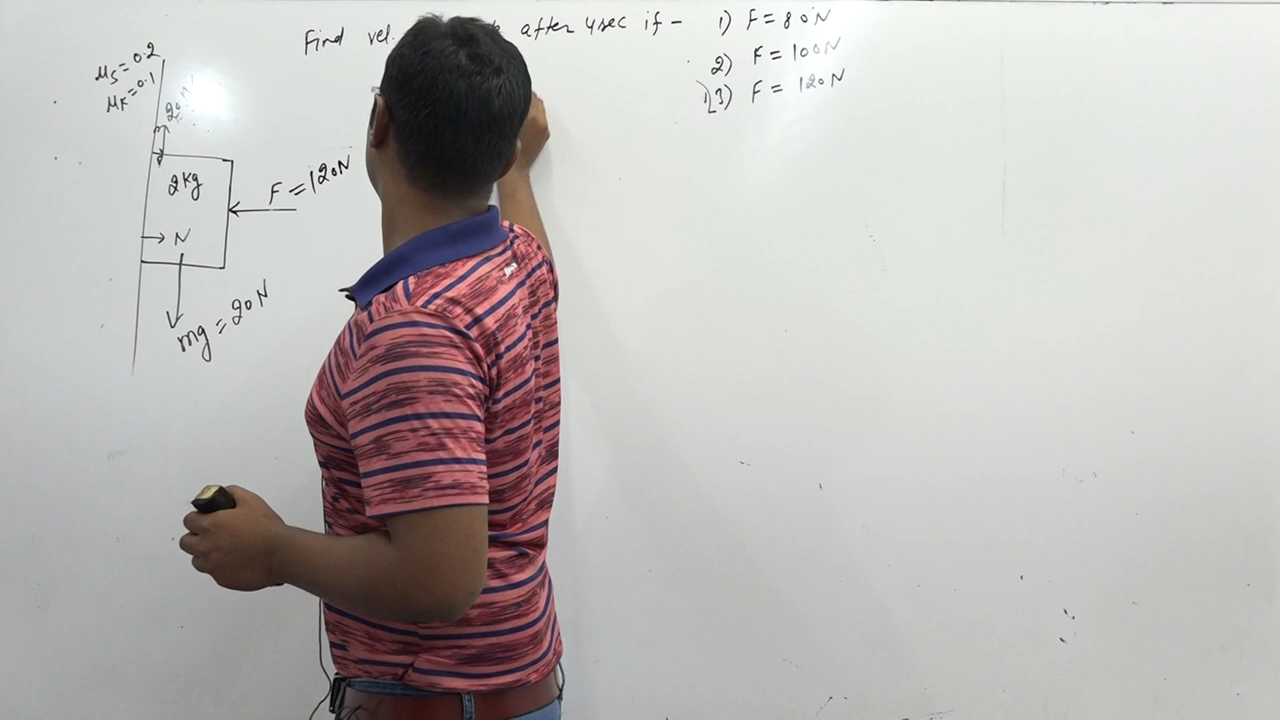 Find vel. after 4sec if - 1) F = 80N
2) F = 100N
3) F = 120N
μs = 0.2
μk = 0.1
20N
2kg
F = 120N
N
mg = 20N